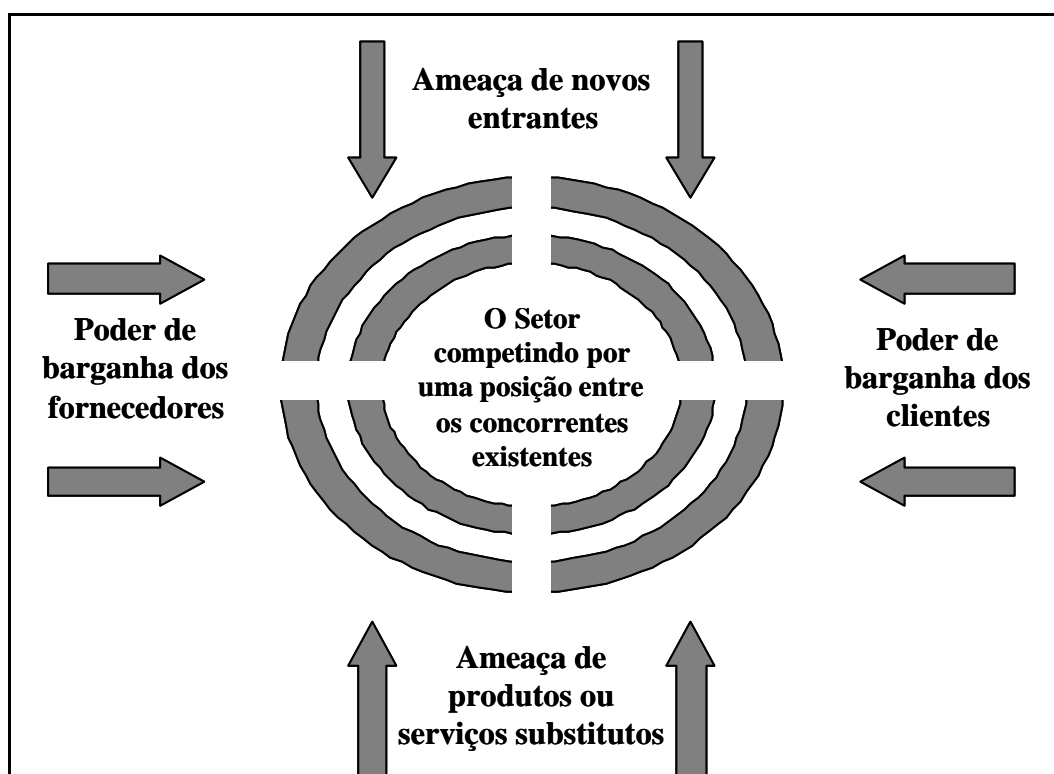 Ameaça de novos
entrantes
Poder de
barganha dos
fornecedores
O Setor
competindo por
uma posição entre
os concorrentes
existentes
Poder de
barganha dos
clientes
Ameaça de
produtos ou
serviços substitutos